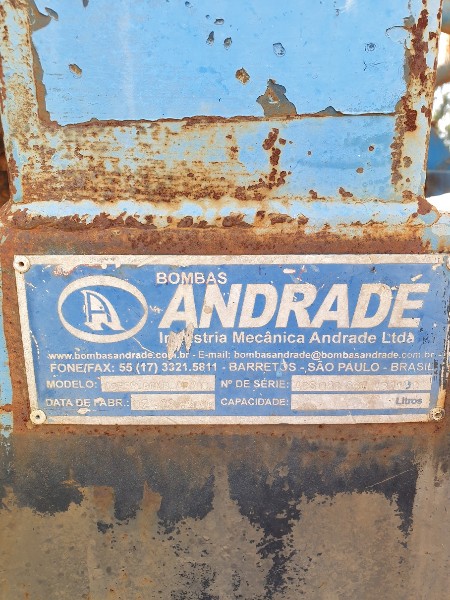 BOMBAS
ANDRADE
Indústria Mecânica Andrade Ltda
www.bombasandrade.com.br - E-mail: bombasandrade@bombasandrade.com.br
FONE/FAX: 55 (17) 3321.5811 - BARRETOS - SÃO PAULO - BRASIL
MODELO: Nº DE SÉRIE:
DATA DE FABR.: CAPACIDADE: Litros